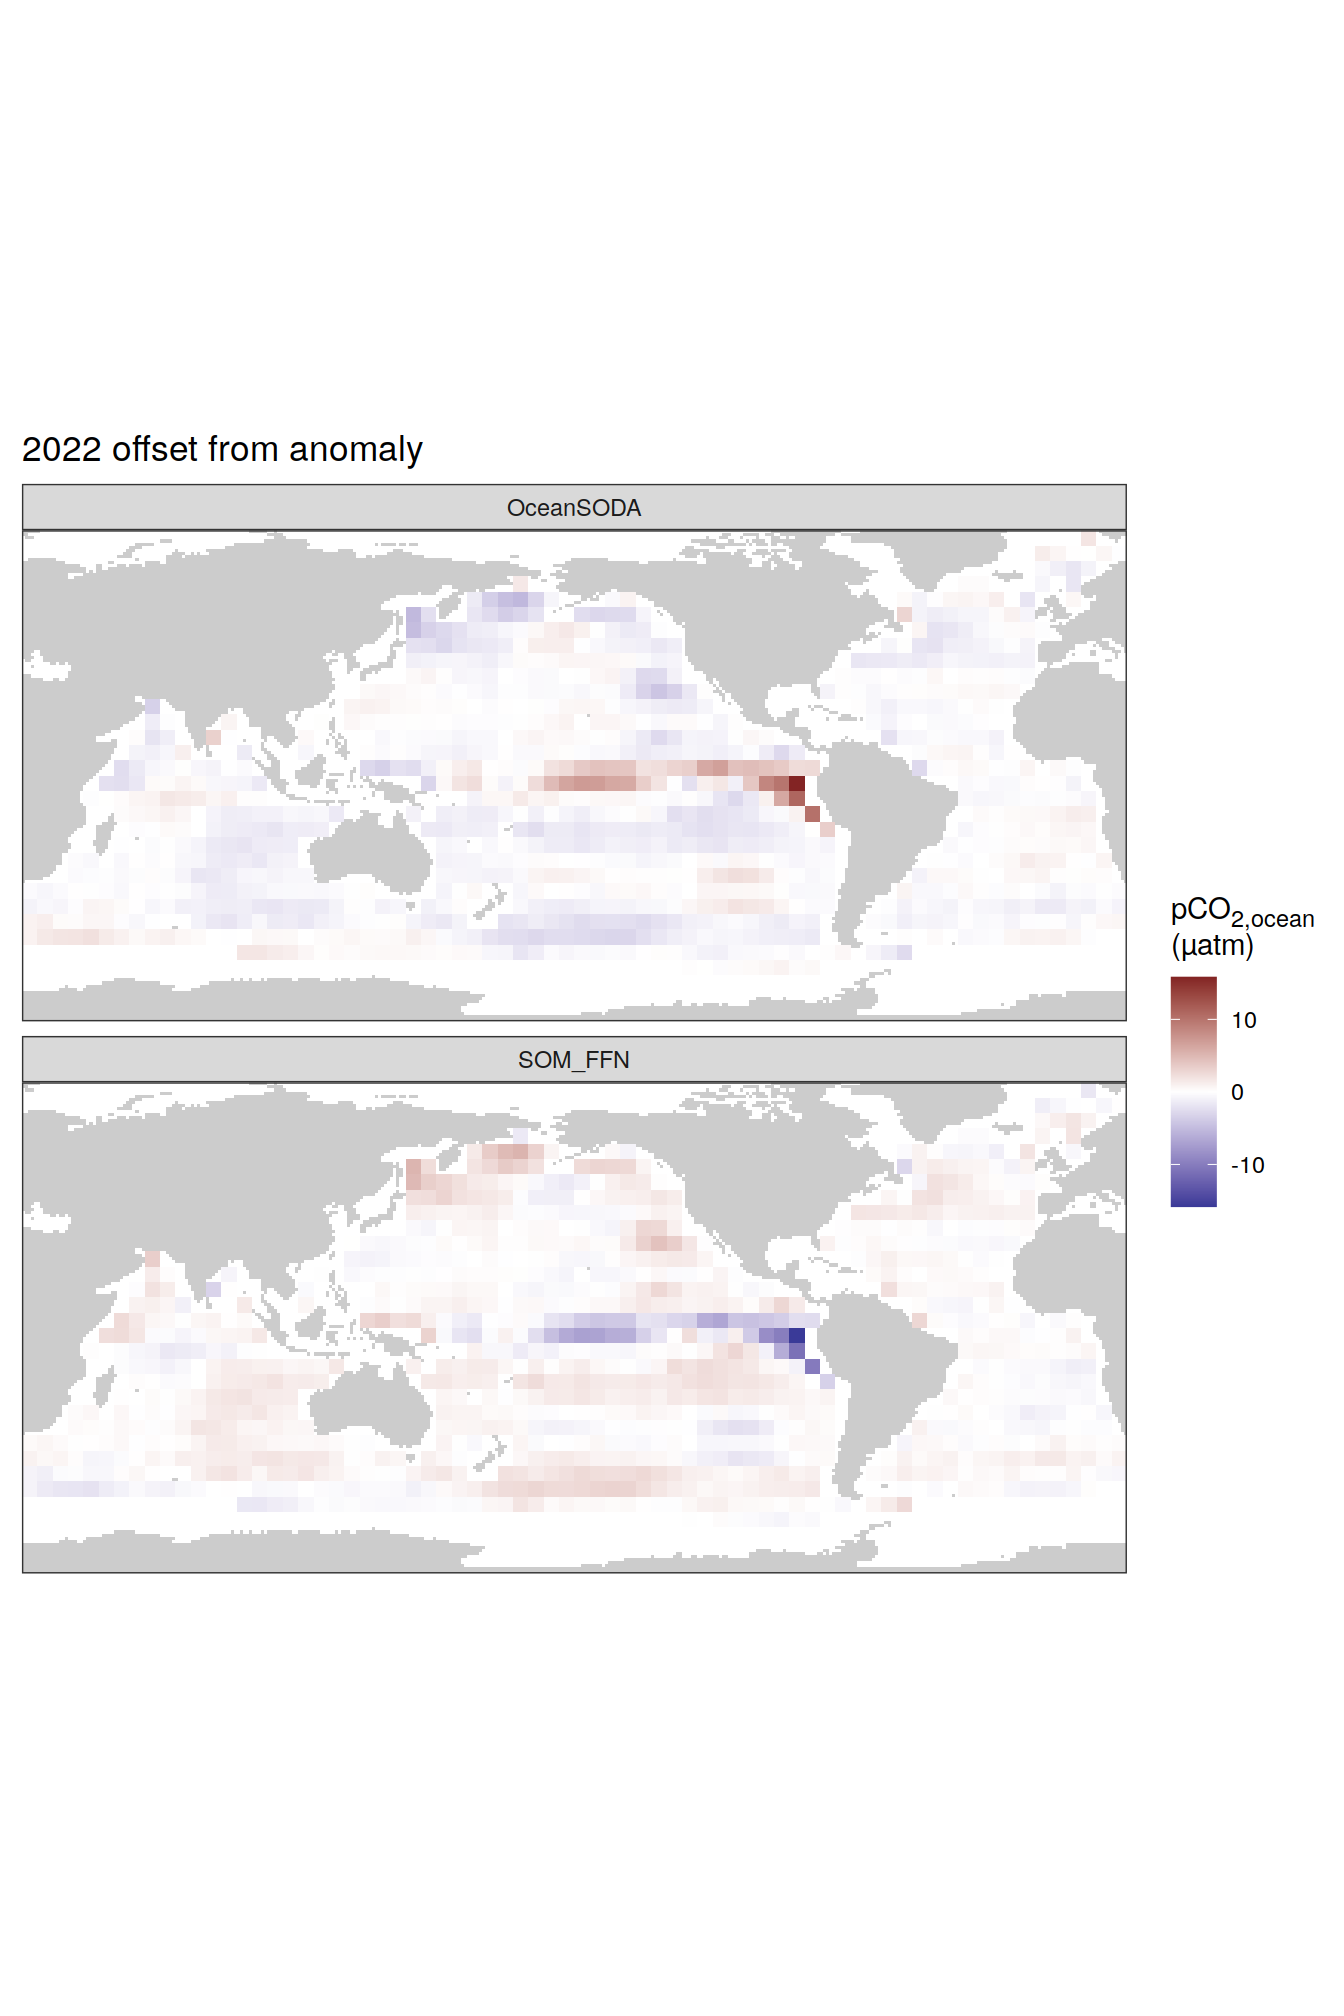 2022 offset from anomaly
OceanSODA
SOM_FFN
pCO2,ocean
(µatm)
10
0
-10